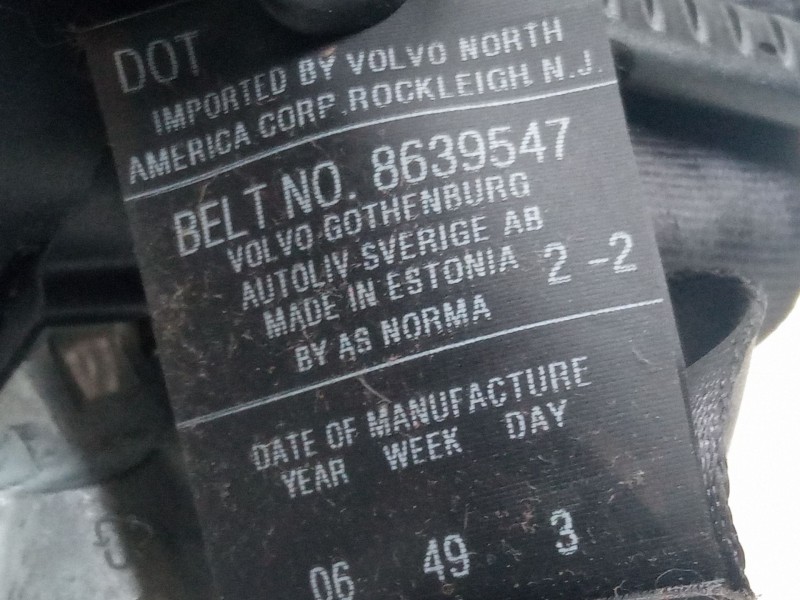 DOT
IMPORTED BY VOLVO NORTH
AMERICA CORP. ROCKLEIGH N.J.
BELT NO. 8639547
VOLVO GOTHENBURG
AUTOLIV SVERIGE AB
MADE IN ESTONIA 2 -2
BY AS NORMA
DATE OF MANUFACTURE
YEAR WEEK DAY
06 49 3